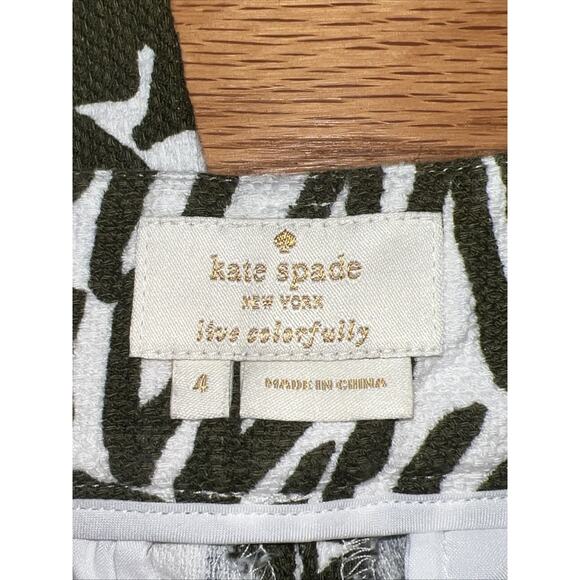 kate spade
NEW YORK
live colorfully
4
MADE IN CHINA